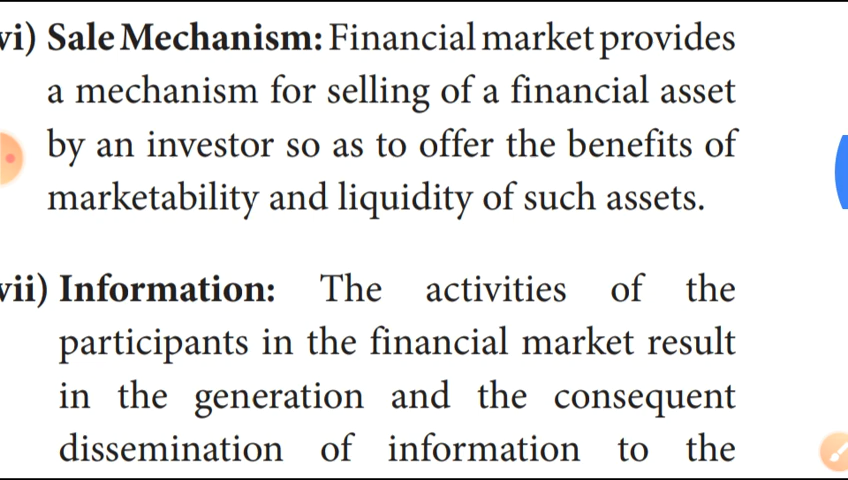 vi) Sale Mechanism: Financial market provides
a mechanism for selling of a financial asset
by an investor so as to offer the benefits of
marketability and liquidity of such assets.
vii) Information: The activities of the
participants in the financial market result
in the generation and the consequent
dissemination of information to the